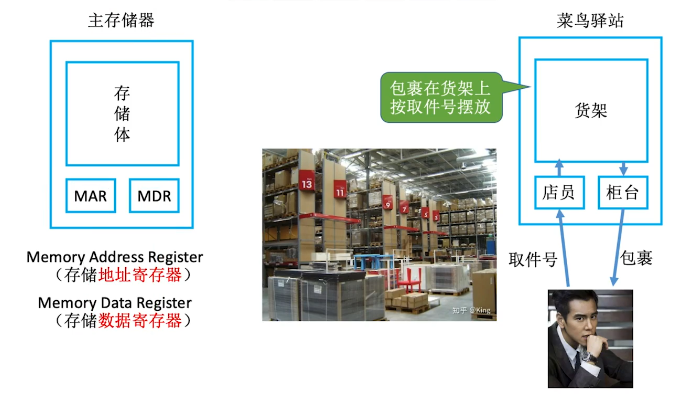 主存储器
存
储
体
MAR
MDR
Memory Address Register
（存储地址寄存器）
Memory Data Register
（存储数据寄存器）
13
11
9
7
5
5
知乎 @King
菜鸟驿站
包裹在货架上
按取件号摆放
货架
店员
柜台
取件号
包裹